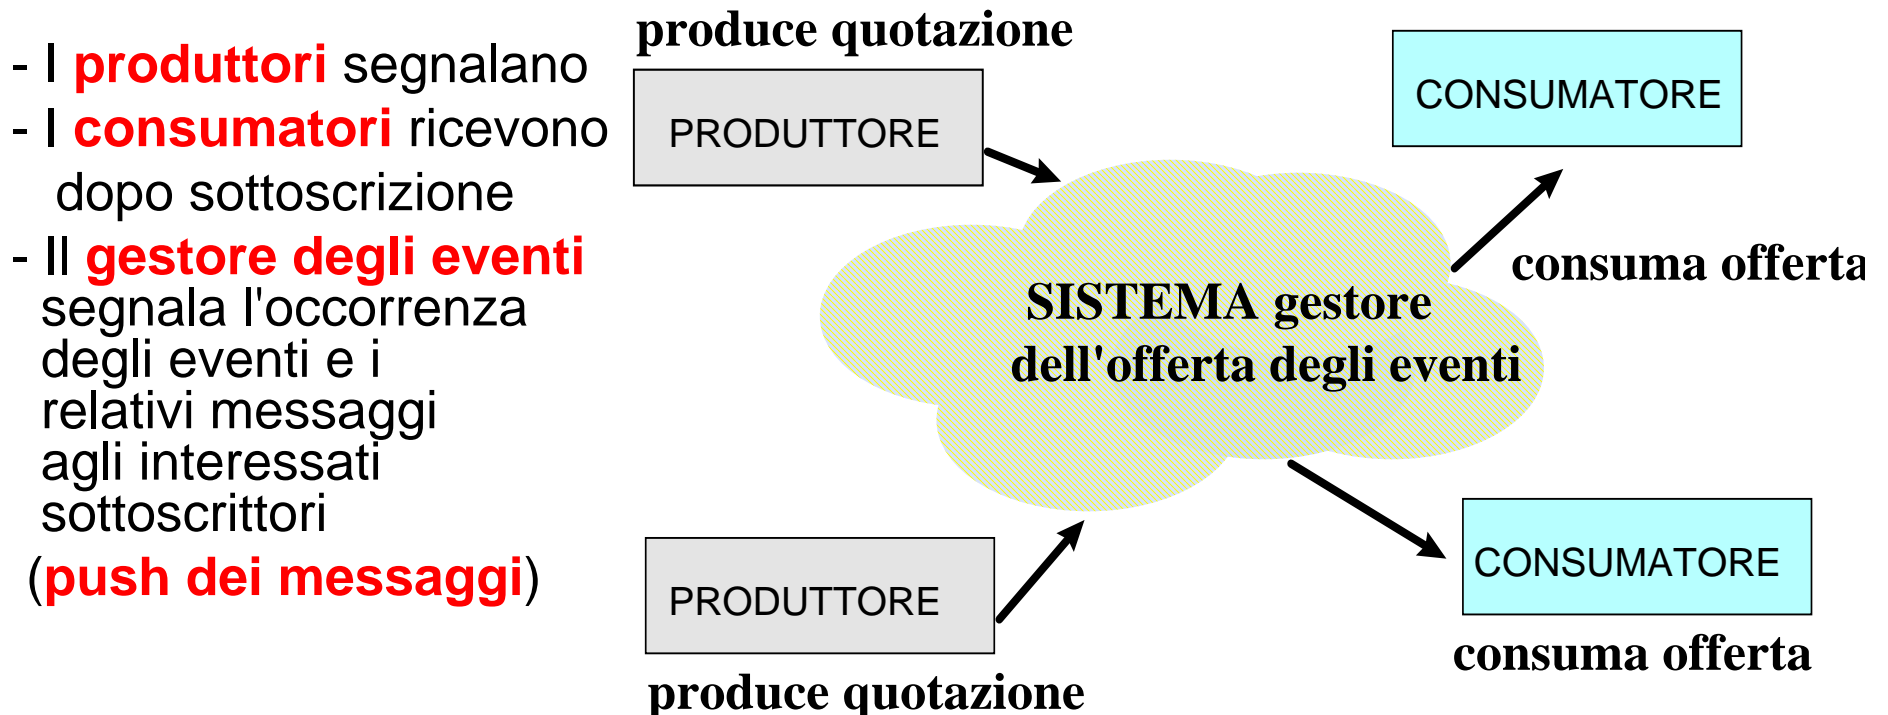 - I produttori segnalano
- I consumatori ricevono
dopo sottoscrizione
- Il gestore degli eventi
segnala l'occorrenza
degli eventi e i
relativi messaggi
agli interessati
sottoscrittori
(push dei messaggi)
produce quotazione
PRODUTTORE
CONSUMATORE
consuma offerta
SISTEMA gestore
dell'offerta degli eventi
PRODUTTORE
produce quotazione
CONSUMATORE
consuma offerta